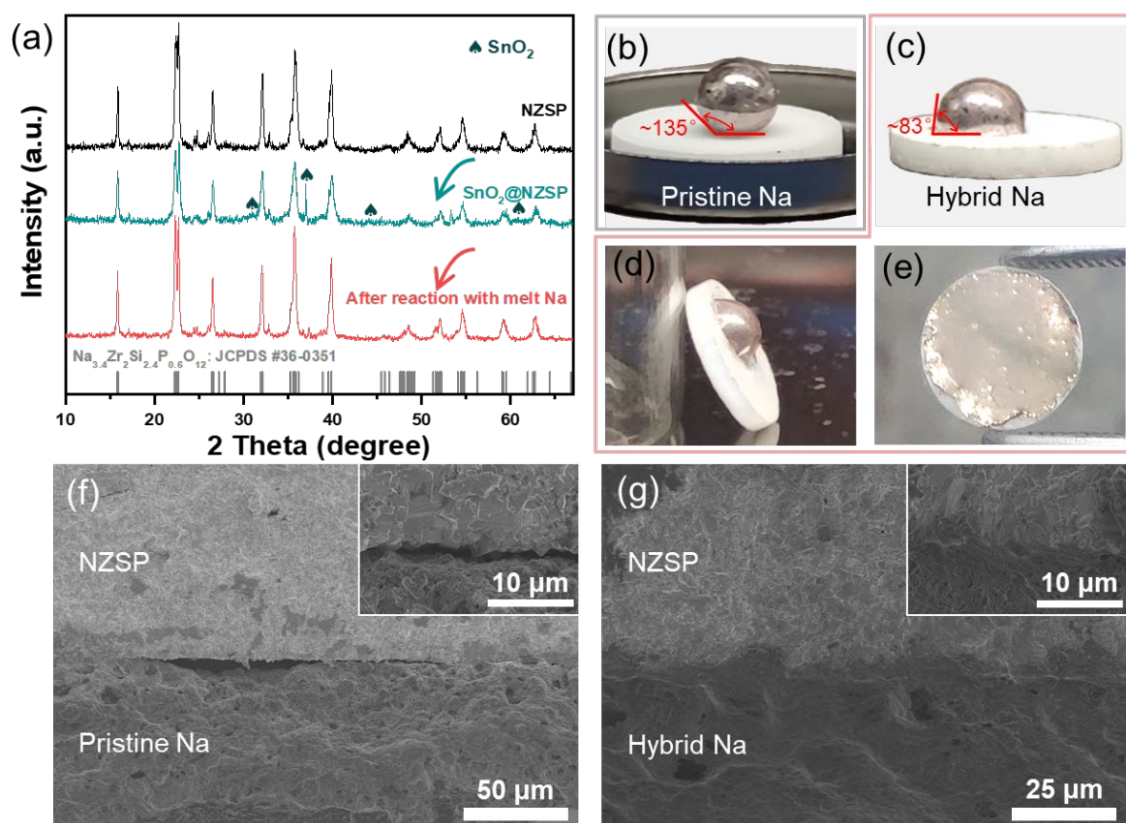 (a)
Intensity (a.u.)
♠ SnO₂
NZSP
SnO₂@NZSP
After reaction with melt Na
Na₃.₄Zr₂Si₂.₄P₀.₆O₁₂: JCPDS #36-0351
10 20 30 40 50 60
2 Theta (degree)
(b)
~135°
Pristine Na
(c)
~83°
Hybrid Na
(d)
(e)
(f)
NZSP
Pristine Na
10 µm
50 µm
(g)
NZSP
Hybrid Na
10 µm
25 µm